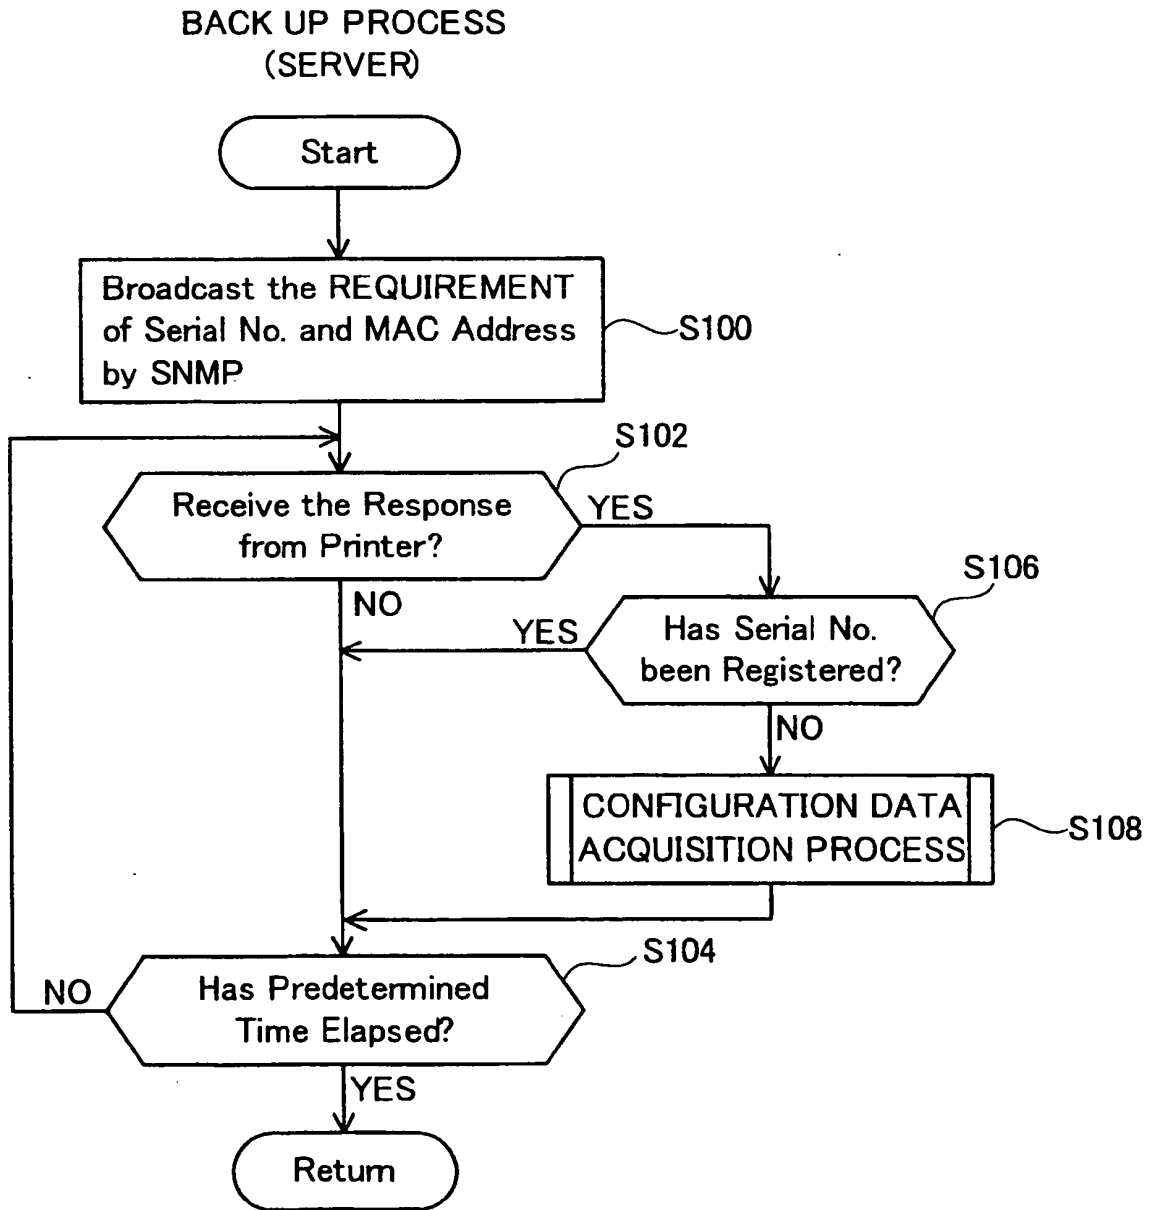 BACK UP PROCESS
(SERVER)
Start
Broadcast the REQUIREMENT
of Serial No. and MAC Address
by SNMP
S100
S102
Receive the Response
from Printer?
YES
NO
S106
Has Serial No.
been Registered?
YES
NO
CONFIGURATION DATA
ACQUISITION PROCESS
S108
S104
Has Predetermined
Time Elapsed?
NO
YES
Return